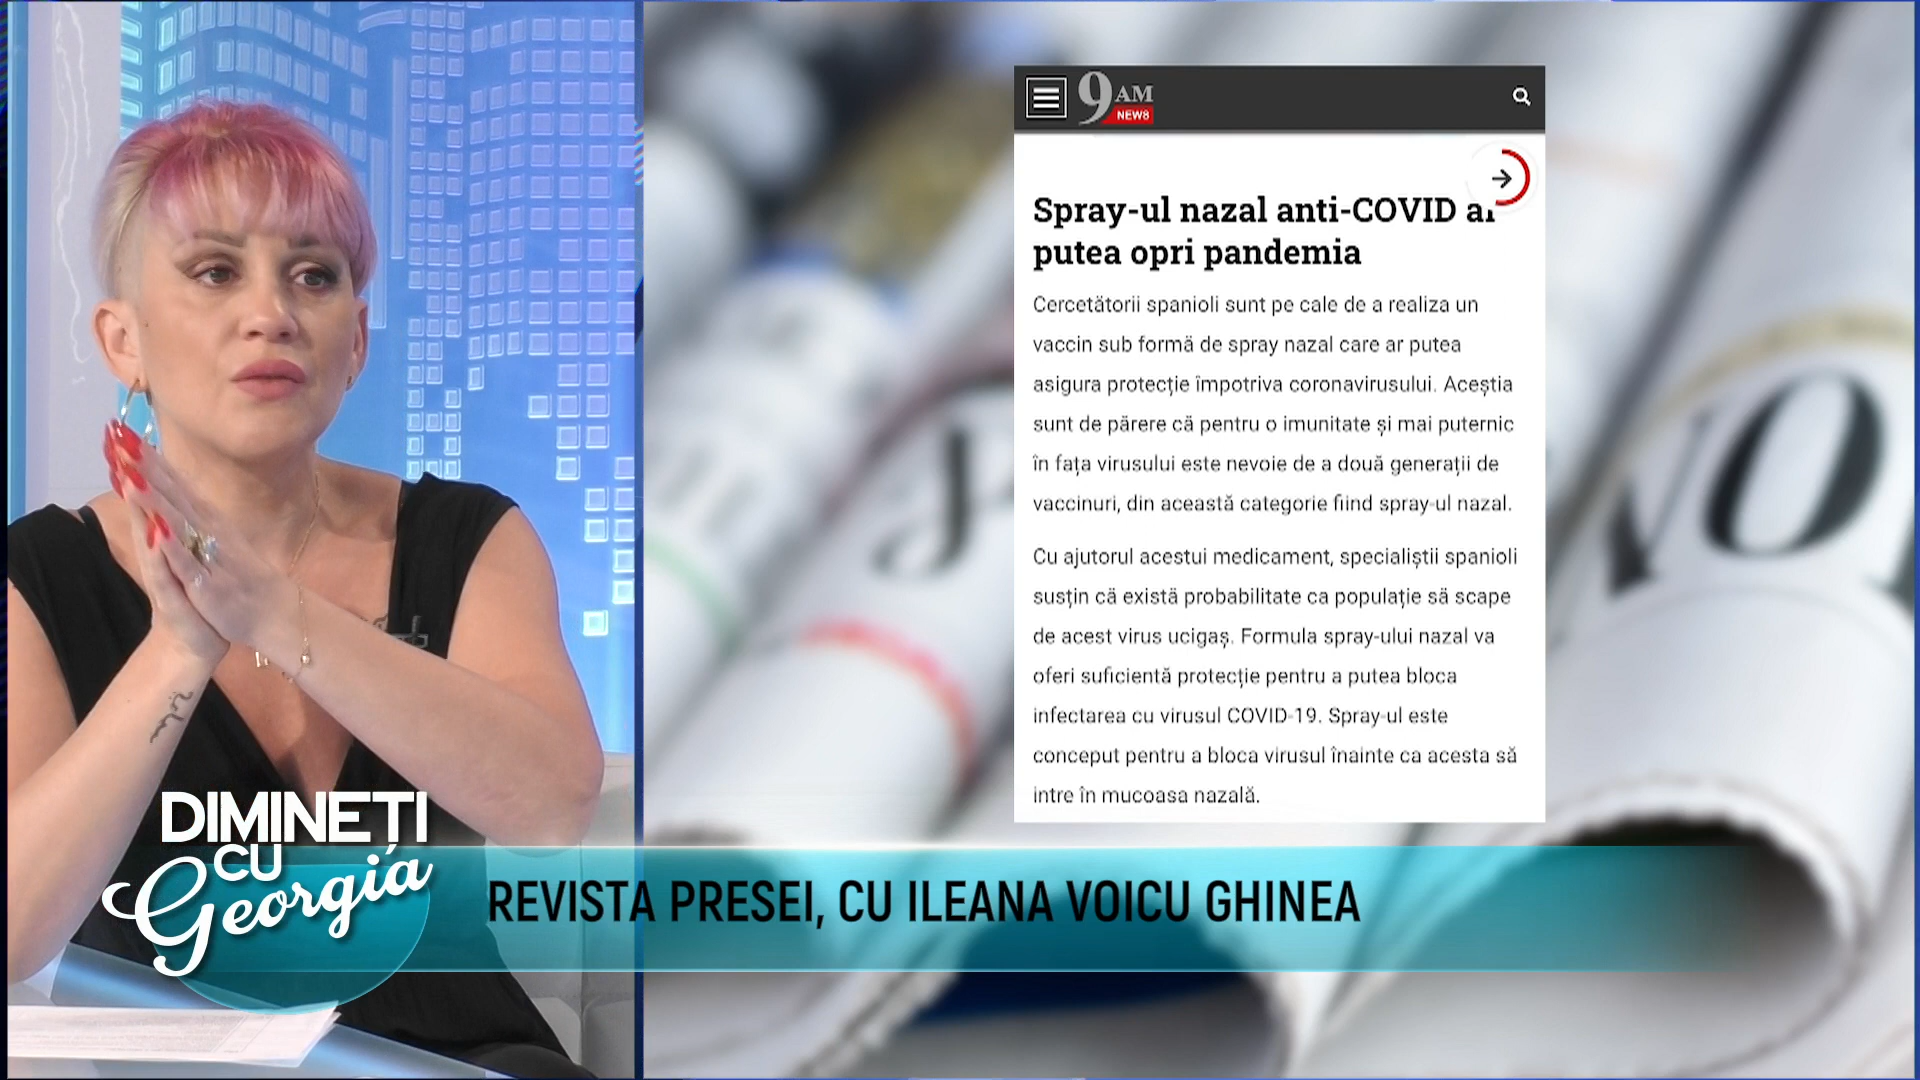 9AM
NEWS
Spray-ul nazal anti-COVID ar
putea opri pandemia
Cercetătorii spanioli sunt pe cale de a realiza un
vaccin sub formă de spray nazal care ar putea
asigura protecție împotriva coronavirusului. Aceștia
sunt de părere că pentru o imunitate și mai puternic
în fața virusului este nevoie de a două generații de
vaccinuri, din această categorie fiind spray-ul nazal.
Cu ajutorul acestui medicament, specialiștii spanioli
susțin că există probabilitate ca populație să scape
de acest virus ucigaș. Formula spray-ului nazal va
oferi suficientă protecție pentru a putea bloca
infectarea cu virusul COVID-19. Spray-ul este
conceput pentru a bloca virusul înainte ca acesta să
intre în mucoasa nazală.
DIMINEȚI
CU
Georgia
REVISTA PRESEI, CU ILEANA VOICU GHINEA